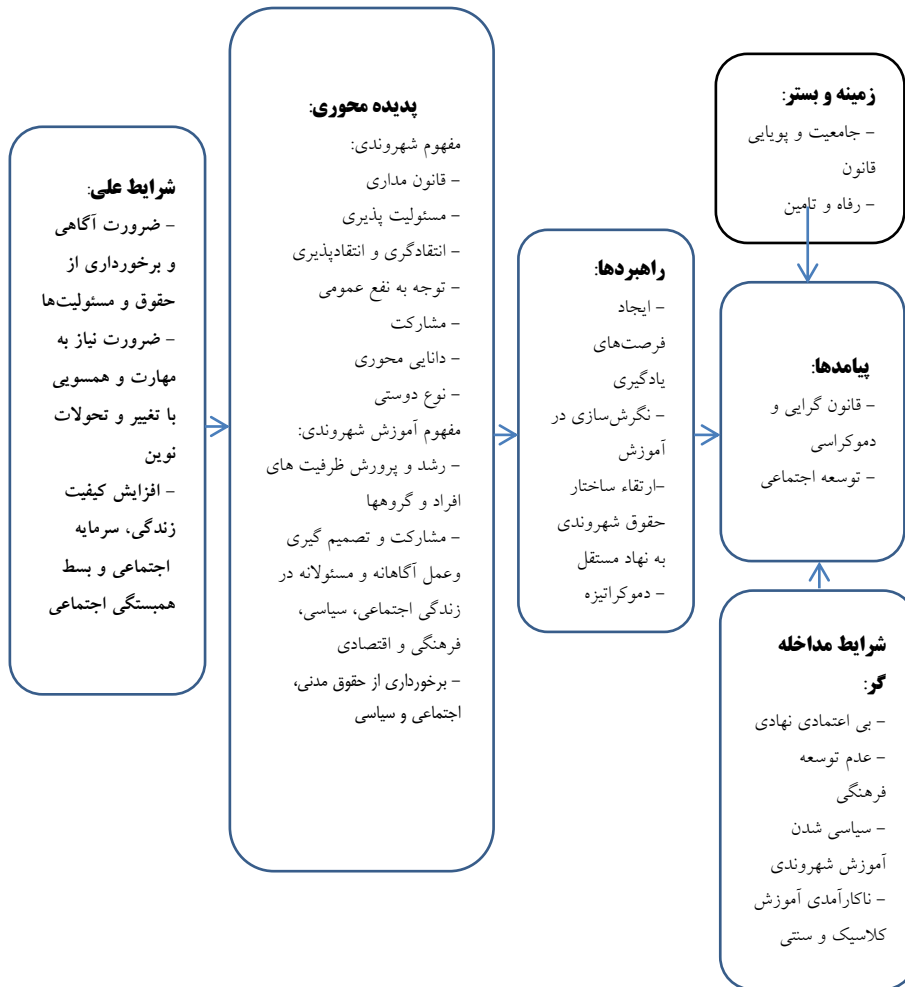 زمینه و بستر:
- جامعیت و پویایی
قانون
- رفاه و تامین
پدیده محوری:
مفهوم شهروندی:
- قانون مداری
- مسئولیت پذیری
- انتقادگری و انتقادپذیری
- توجه به نفع عمومی
- مشارکت
- دانایی محوری
- نوع دوستی
مفهوم آموزش شهروندی:
- رشد و پرورش ظرفیت های
افراد و گروهها
- مشارکت و تصمیم گیری
وعمل آگاهانه و مسئولانه در
زندگی اجتماعی، سیاسی،
فرهنگی و اقتصادی
- برخورداری از حقوق مدنی،
اجتماعی و سیاسی
شرایط علی:
- ضرورت آگاهی
و برخورداری از
حقوق و مسئولیت‌ها
- ضرورت نیاز به
مهارت و همسویی
با تغییر و تحولات
نوین
- افزایش کیفیت
زندگی، سرمایه
اجتماعی و بسط
همبستگی اجتماعی
راهبردها:
- ایجاد
فرصت‌های
یادگیری
- نگرش‌سازی در
آموزش
-ارتقاء ساختار
حقوق شهروندی
به نهاد مستقل
- دموکراتیزه
پیامدها:
- قانون گرایی و
دموکراسی
- توسعه اجتماعی
شرایط مداخله
گر:
- بی اعتمادی نهادی
- عدم توسعه
فرهنگی
- سیاسی شدن
آموزش شهروندی
- ناکارآمدی آموزش
کلاسیک و سنتی